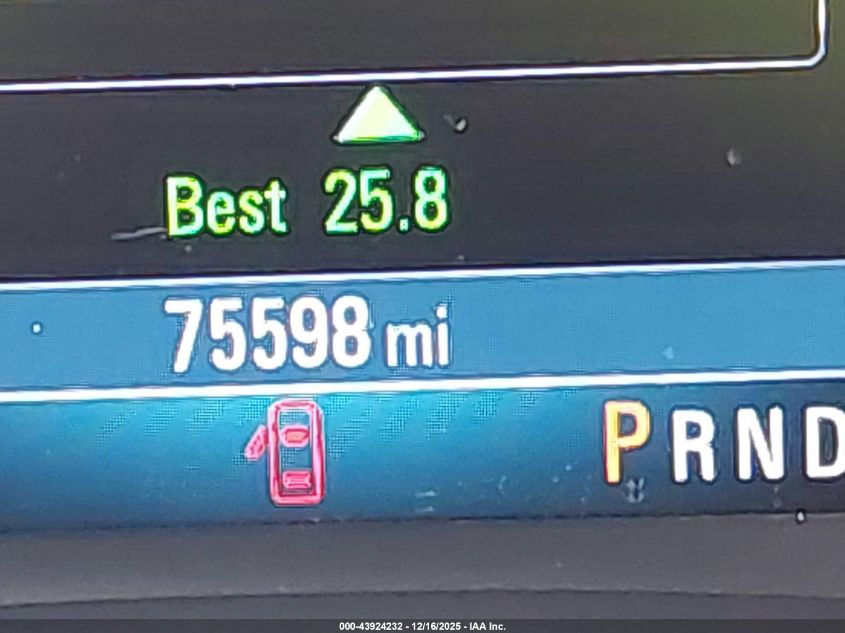 Best 25.8
75598 mi
P R N D
000-43924232 - 12/16/2025 - IAA Inc.